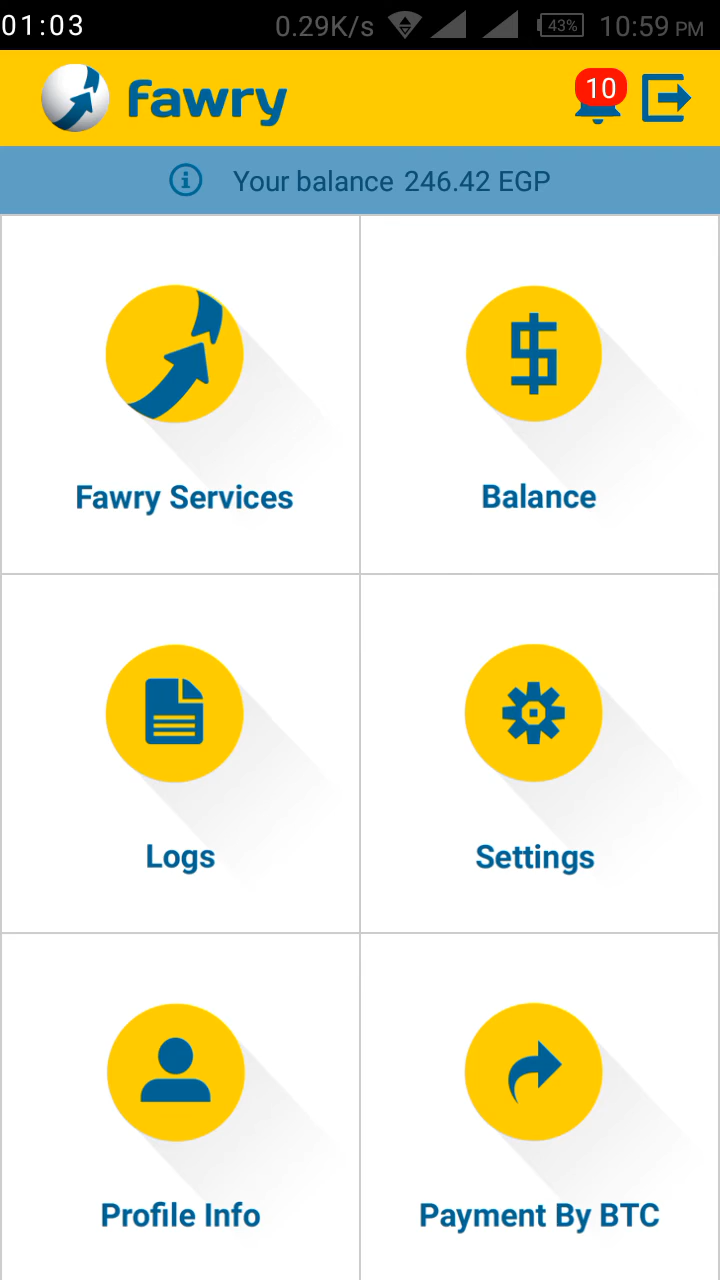 01:03 0.29K/s 43% 10:59 PM
fawry 10
Your balance 246.42 EGP
Fawry Services Balance
Logs Settings
Profile Info Payment By BTC